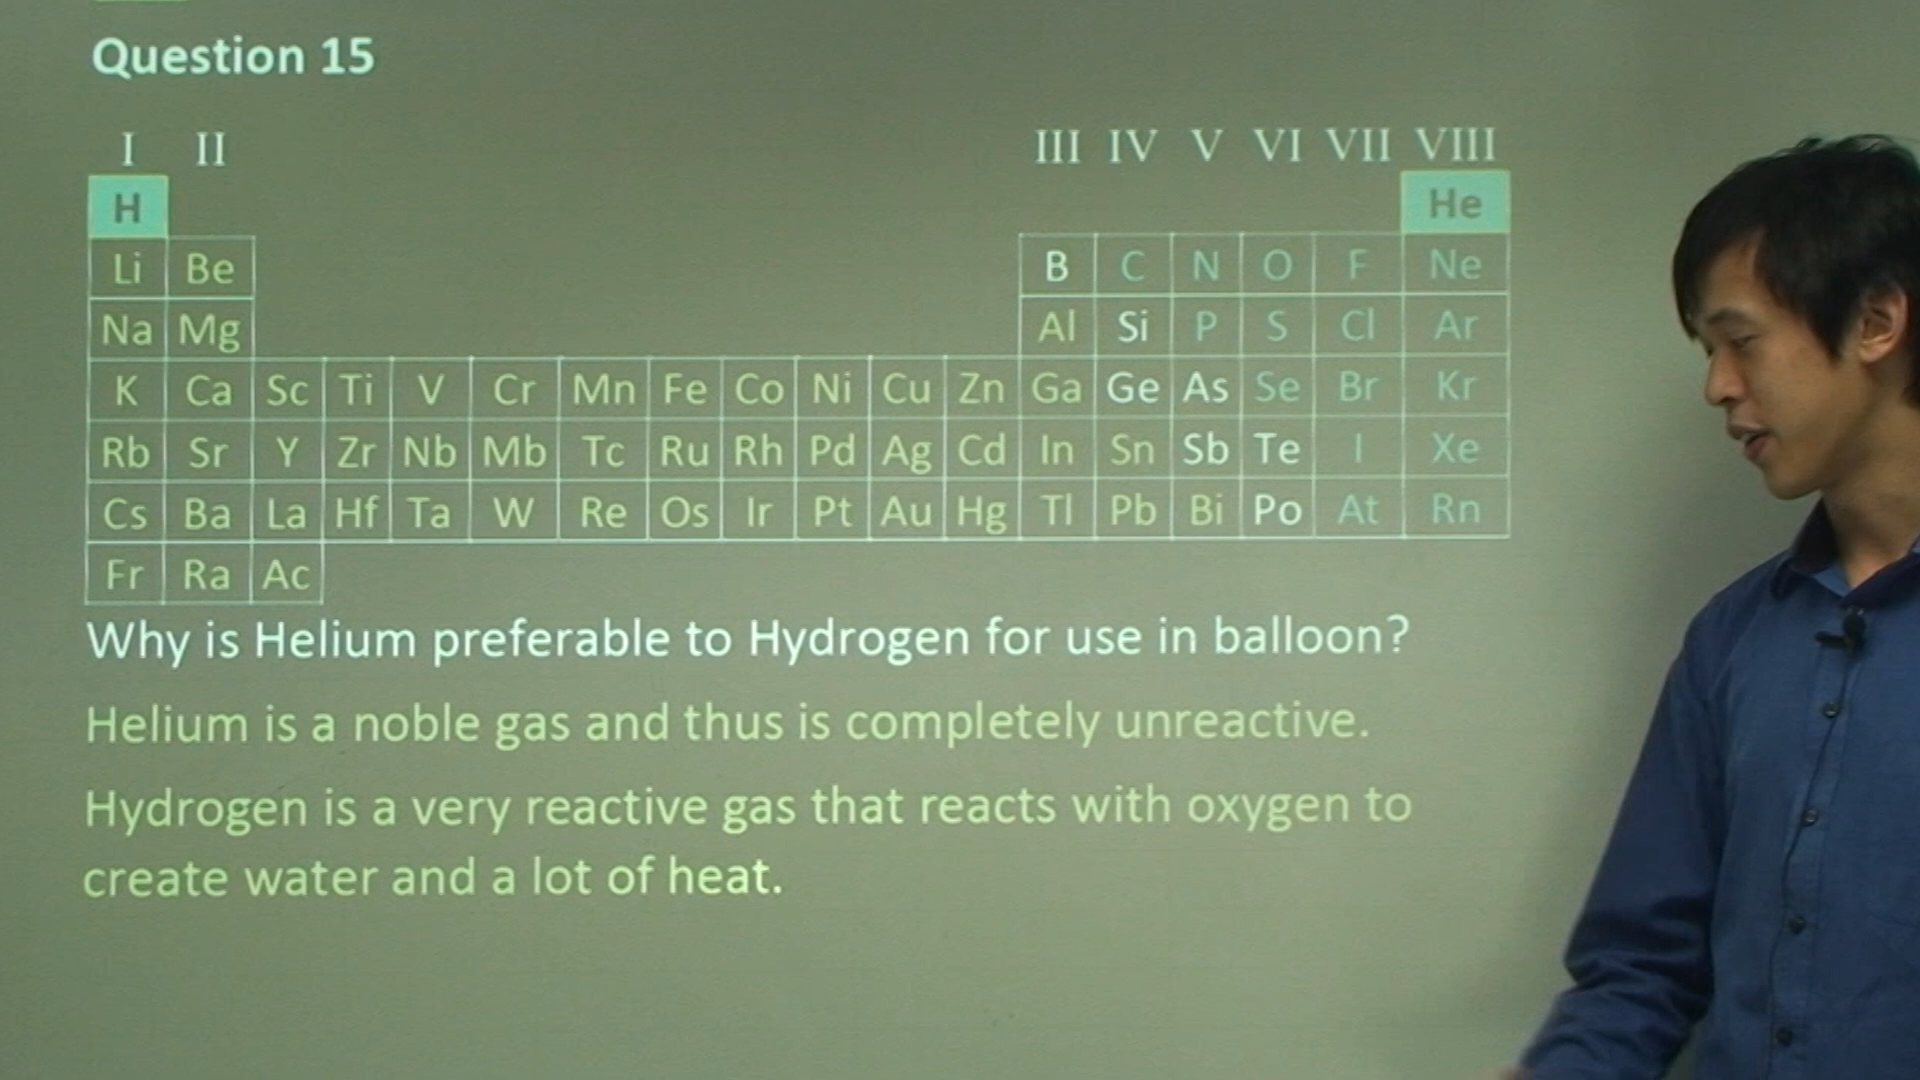 Question 15
I II III IV V VI VII VIII
H He
Li Be B C N O F Ne
Na Mg Al Si P S Cl Ar
K Ca Sc Ti V Cr Mn Fe Co Ni Cu Zn Ga Ge As Se Br Kr
Rb Sr Y Zr Nb Mb Tc Ru Rh Pd Ag Cd In Sn Sb Te I Xe
Cs Ba La Hf Ta W Re Os Ir Pt Au Hg Tl Pb Bi Po At Rn
Fr Ra Ac
Why is Helium preferable to Hydrogen for use in balloon?
Helium is a noble gas and thus is completely unreactive.
Hydrogen is a very reactive gas that reacts with oxygen to
create water and a lot of heat.